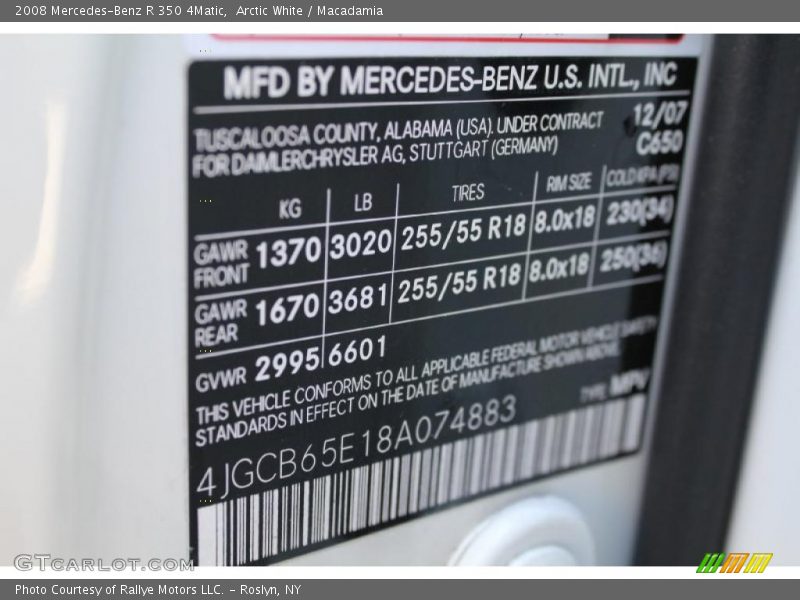 2008 Mercedes-Benz R 350 4Matic,  Arctic White / Macadamia
MFD BY MERCEDES-BENZ U.S. INTL., INC
TUSCALOOSA COUNTY, ALABAMA (USA). UNDER CONTRACT 12/07
FOR DAIMLERCHRYSLER AG, STUTTGART (GERMANY) C650
KG LB TIRES RIM SIZE COLD KPA (PSI)
GAWR FRONT 1370 3020 255/55 R18 8.0x18 230(34)
GAWR REAR 1670 3681 255/55 R18 8.0x18 250(36)
GVWR 2995 6601
THIS VEHICLE CONFORMS TO ALL APPLICABLE FEDERAL MOTOR VEHICLE SAFETY
STANDARDS IN EFFECT ON THE DATE OF MANUFACTURE SHOWN ABOVE
TYPE: MPV
4JGCB65E18A074883
GTCARLOT.COM
Photo Courtesy of Rallye Motors LLC. - Roslyn, NY